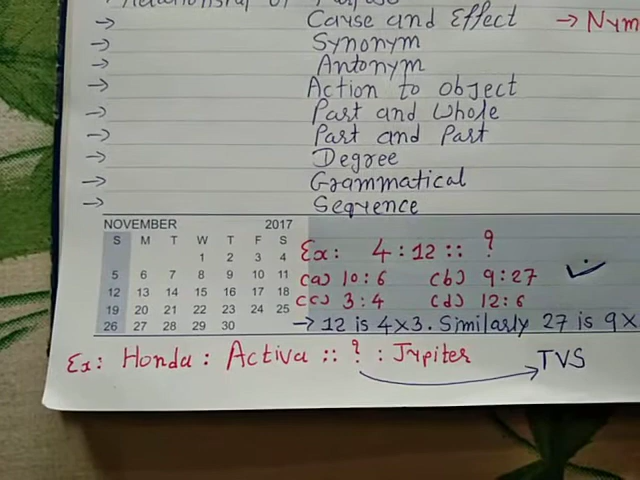 Relationship of Purpose
→ Cause and Effect → Nym
→ Synonym
→ Antonym
→ Action to object
→ Part and Whole
→ Part and Part
→ Degree
→ Grammatical
→ Sequence
NOVEMBER 2017
S M T W T F S
1 2 3 4
5 6 7 8 9 10 11
12 13 14 15 16 17 18
19 20 21 22 23 24 25
26 27 28 29 30
Ex: 4 : 12 :: ?
(a) 10 : 6 (b) 9 : 27
(c) 3 : 4 (d) 12 : 6
→ 12 is 4 x 3. Similarly 27 is 9 x
Ex: Honda : Activa :: ? : Jupiter → TVS